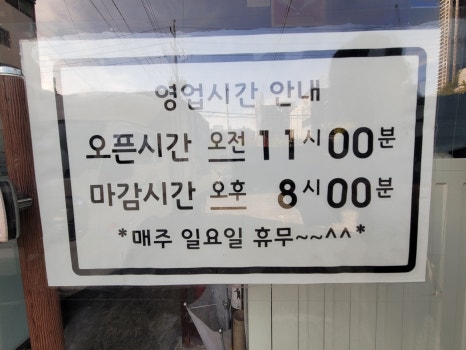 영업시간 안내
오픈시간 오전 11시00분
마감시간 오후 8시00분
*매주 일요일 휴무~~^^*